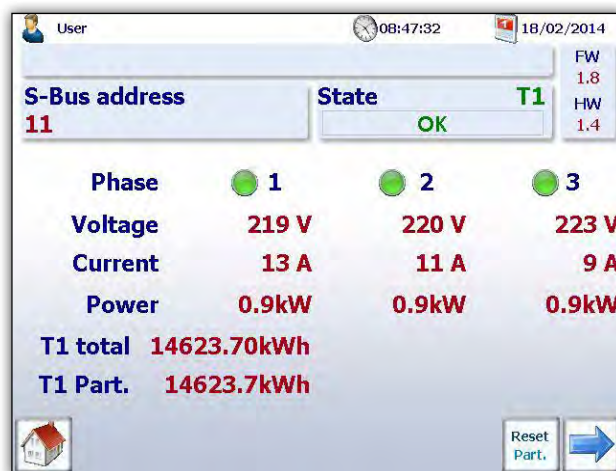 User 08:47:32 18/02/2014
FW
1.8
S-Bus address State T1 HW
11 OK 1.4
Phase 1 2 3
Voltage 219 V 220 V 223 V
Current 13 A 11 A 9 A
Power 0.9kW 0.9kW 0.9kW
T1 total 14623.70kWh
T1 Part. 14623.7kWh
Reset
Part.